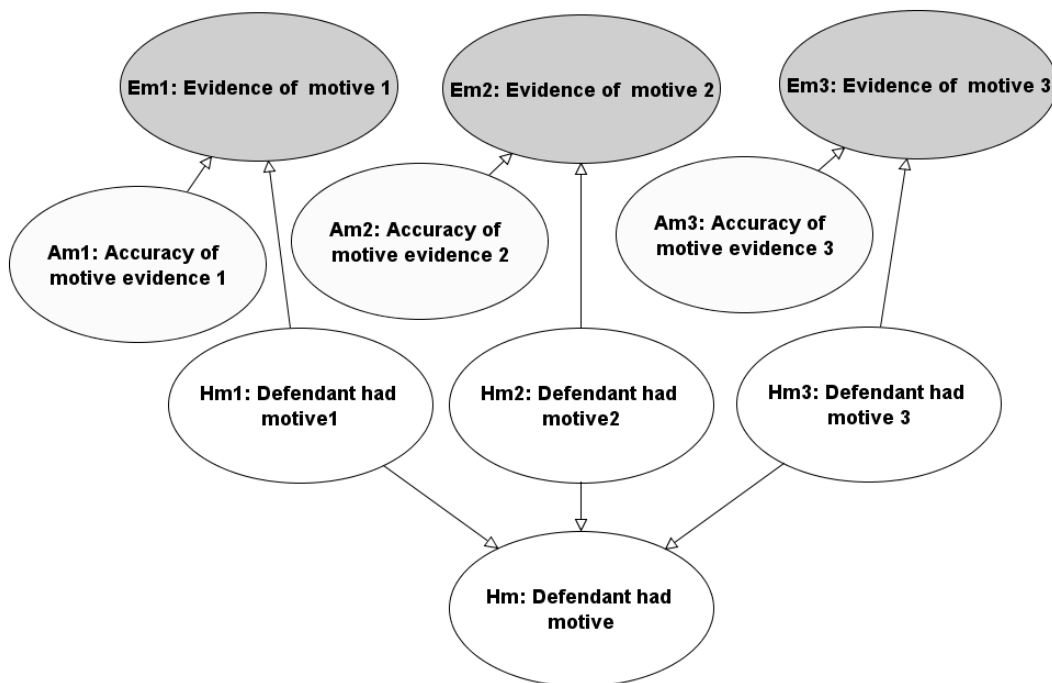 Em1: Evidence of motive 1
Em2: Evidence of motive 2
Em3: Evidence of motive 3
Am1: Accuracy of
motive evidence 1
Am2: Accuracy of
motive evidence 2
Am3: Accuracy of
motive evidence 3
Hm1: Defendant had
motive1
Hm2: Defendant had
motive2
Hm3: Defendant had
motive 3
Hm: Defendant had
motive